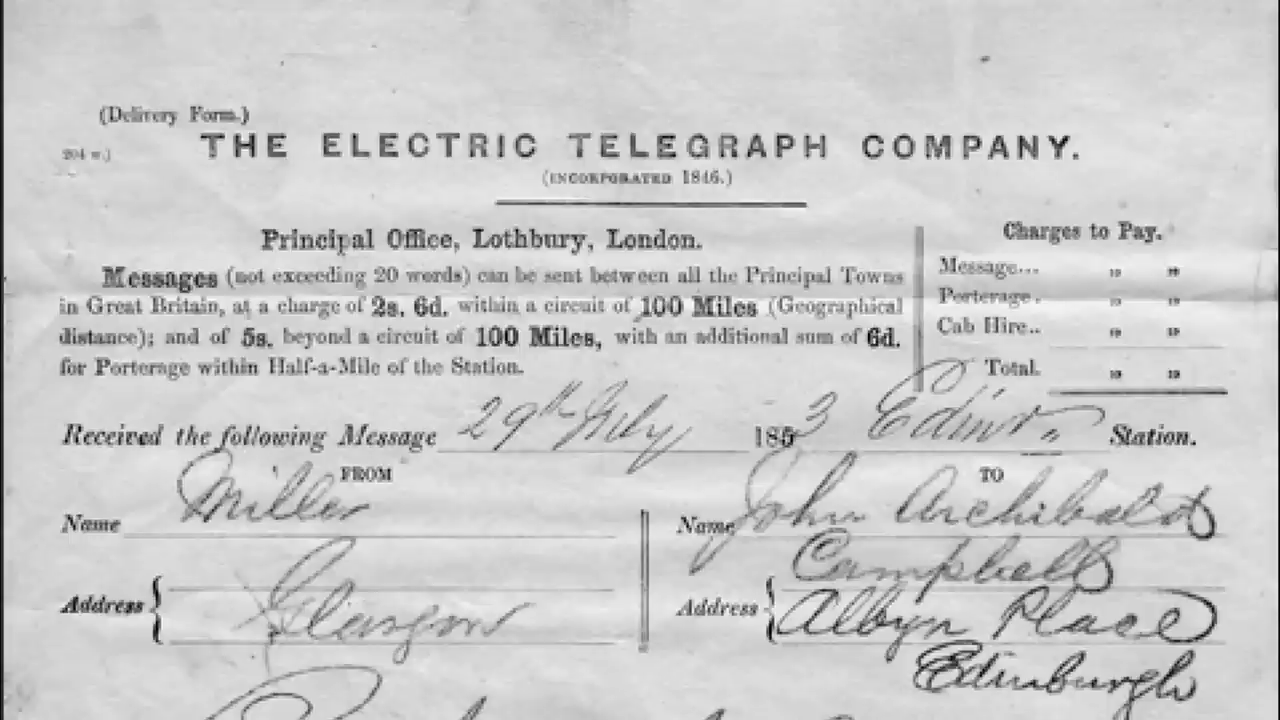 (Delivery Form.)
THE ELECTRIC TELEGRAPH COMPANY.
204 w.)
(INCORPORATED 1846.)
Principal Office, Lothbury, London.
Messages (not exceeding 20 words) can be sent between all the Principal Towns
in Great Britain, at a charge of 2s. 6d. within a circuit of 100 Miles (Geographical
distance); and of 5s. beyond a circuit of 100 Miles, with an additional sum of 6d.
for Porterage within Half-a-Mile of the Station.
Charges to Pay.
Message... " "
Porterage. " "
Cab Hire.. " "
Total. " "
Received the following Message 29th July 1853 Edinr. Station.
FROM
Name Miller
Address Glasgow
TO
Name John Archibald
Campbell
Address Albyn Place
Edinburgh